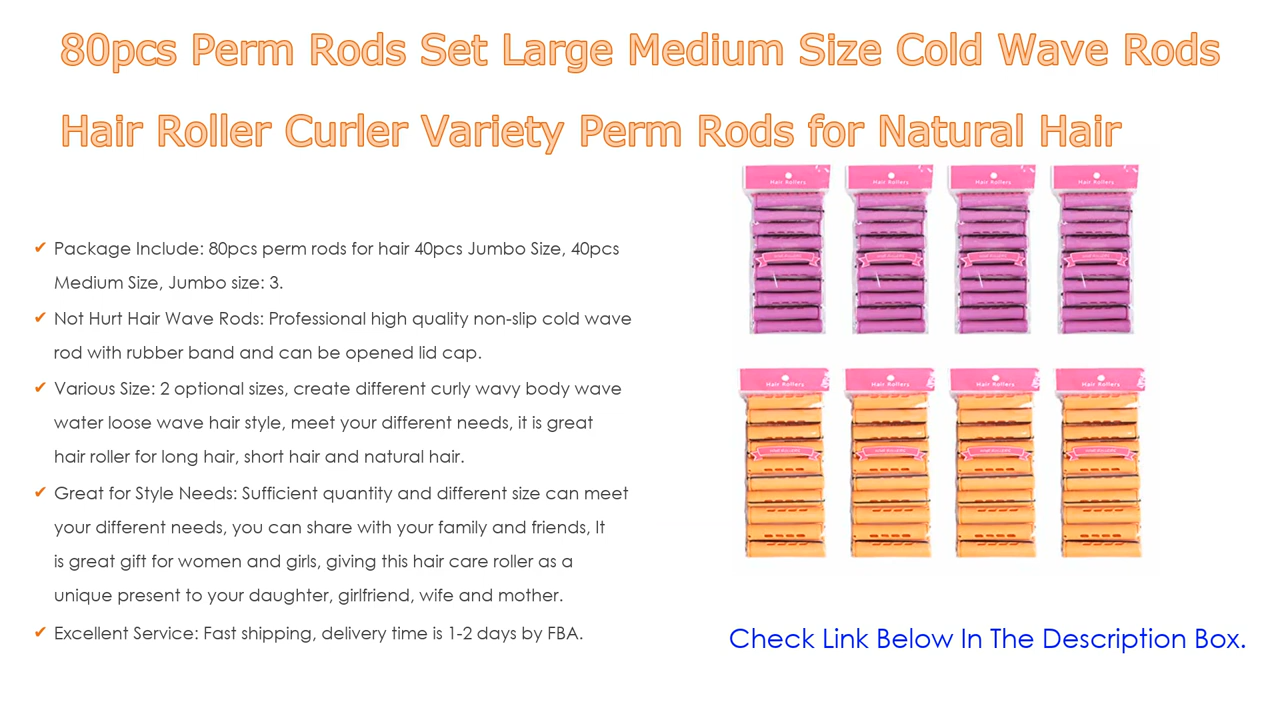 80pcs Perm Rods Set Large Medium Size Cold Wave Rods
Hair Roller Curler Variety Perm Rods for Natural Hair
✔ Package Include: 80pcs perm rods for hair 40pcs Jumbo Size, 40pcs
Medium Size, Jumbo size: 3.
✔ Not Hurt Hair Wave Rods: Professional high quality non-slip cold wave
rod with rubber band and can be opened lid cap.
✔ Various Size: 2 optional sizes, create different curly wavy body wave
water loose wave hair style, meet your different needs, it is great
hair roller for long hair, short hair and natural hair.
✔ Great for Style Needs: Sufficient quantity and different size can meet
your different needs, you can share with your family and friends, It
is great gift for women and girls, giving this hair care roller as a
unique present to your daughter, girlfriend, wife and mother.
✔ Excellent Service: Fast shipping, delivery time is 1-2 days by FBA.
Hair Rollers Hair Rollers Hair Rollers Hair Rollers
Hair Rollers Hair Rollers Hair Rollers Hair Rollers
Check Link Below In The Description Box.